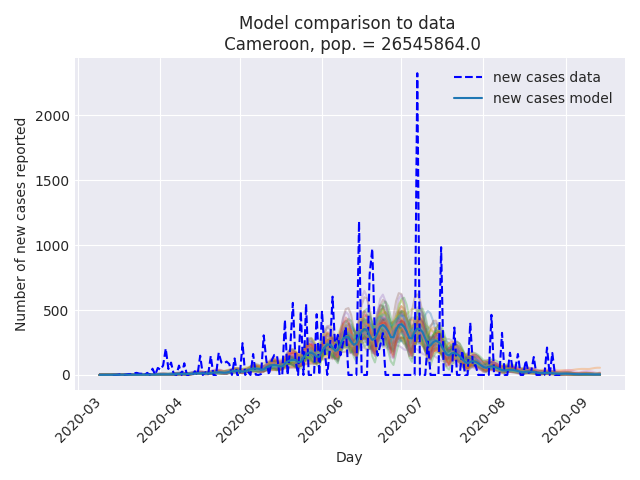 Model comparison to data
Cameroon, pop. = 26545864.0
new cases data
new cases model
Number of new cases reported
2000
1500
1000
500
0
2020-03
2020-04
2020-05
2020-06
2020-07
2020-08
2020-09
Day